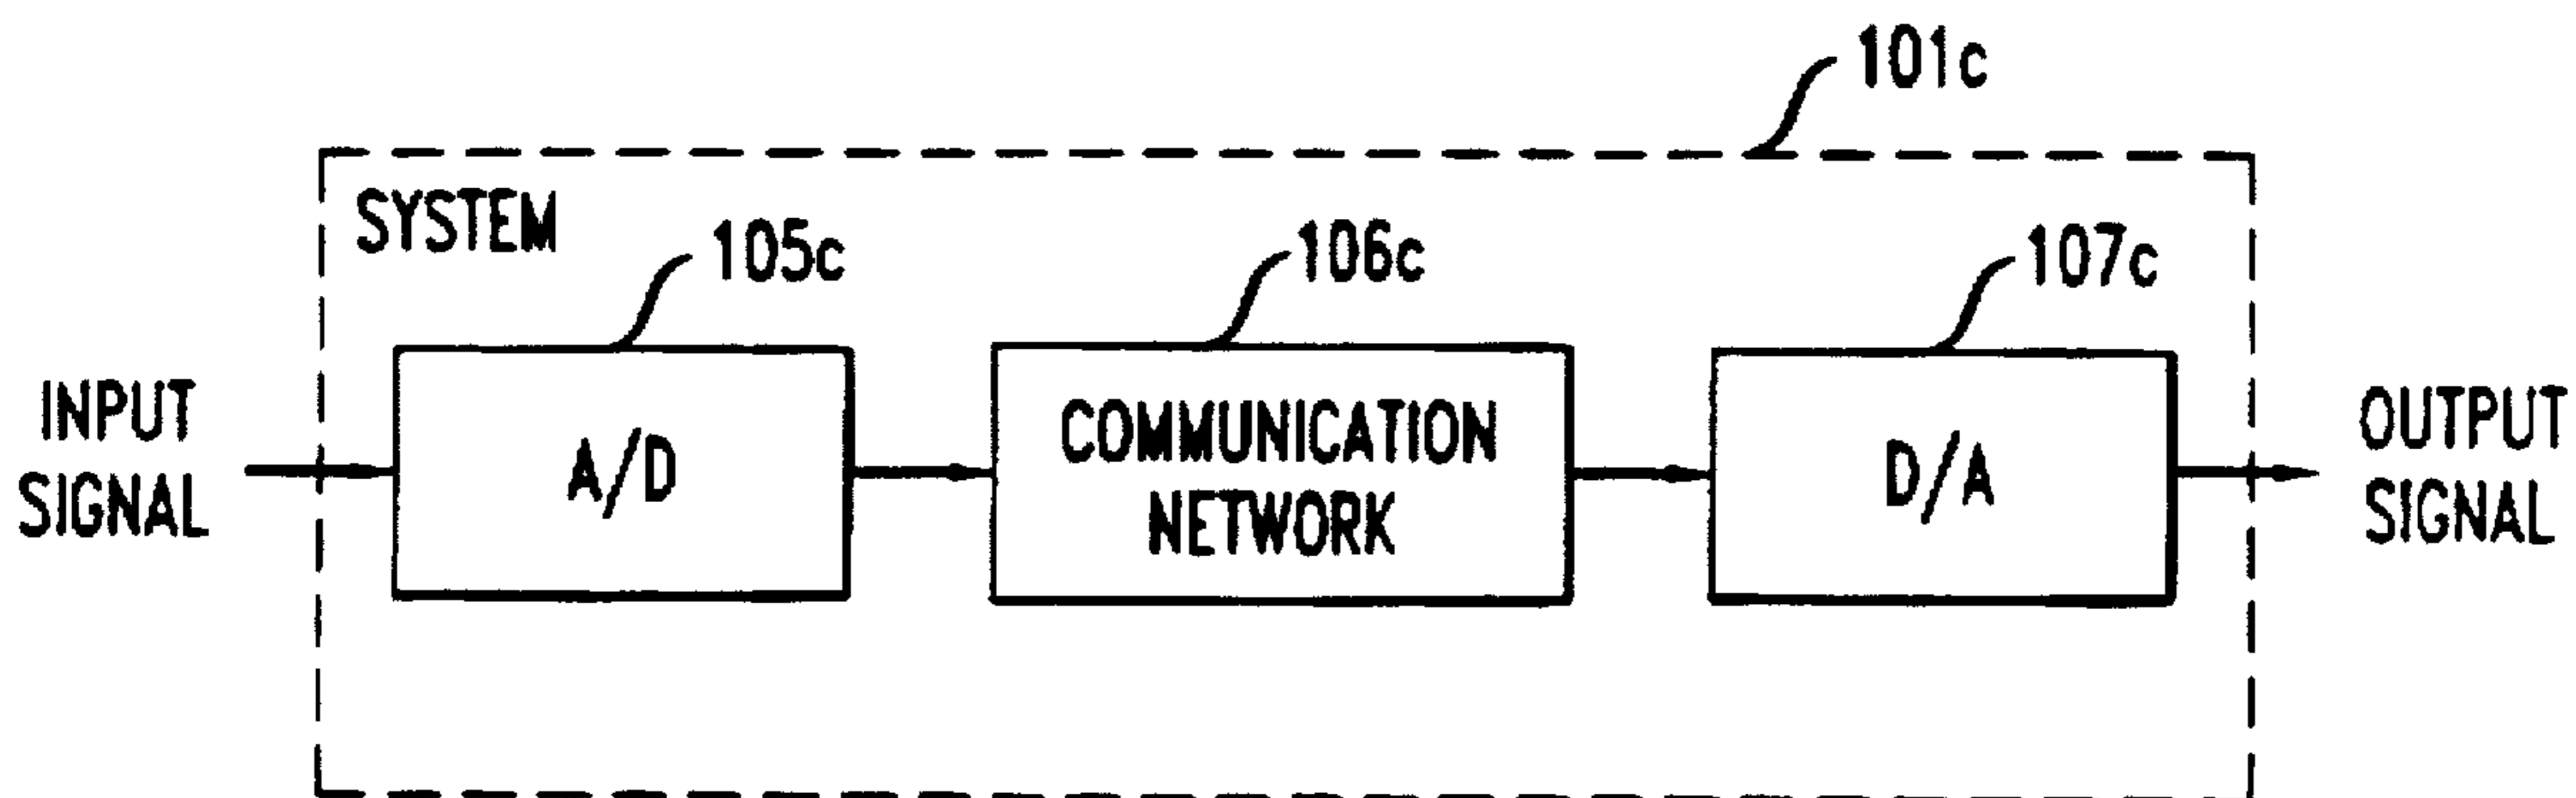 101c
SYSTEM
105c
106c
107c
INPUT
SIGNAL
A/D
COMMUNICATION
NETWORK
D/A
OUTPUT
SIGNAL